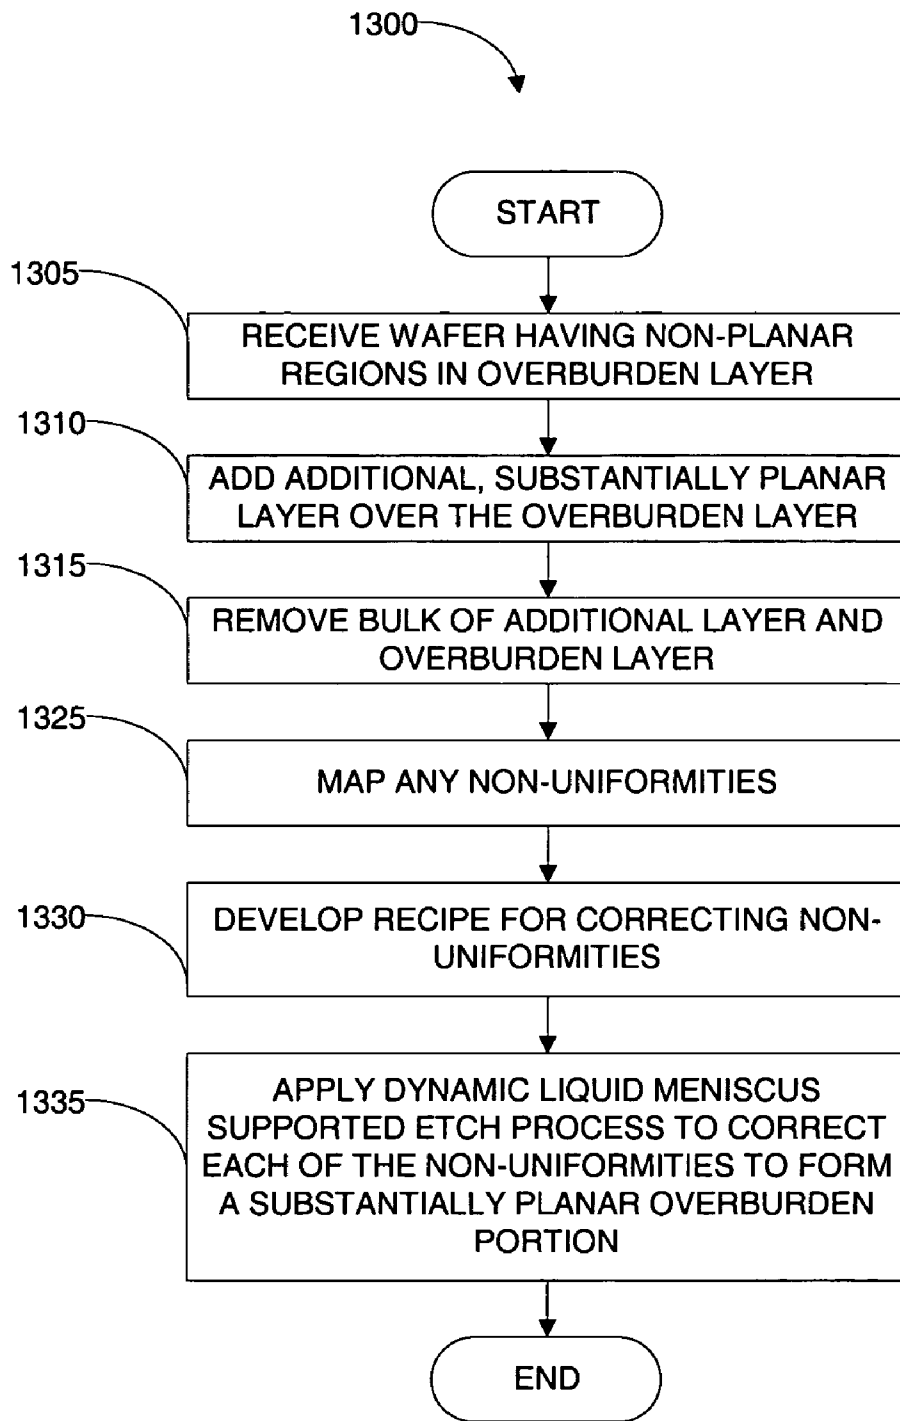 1300
START
1305
RECEIVE WAFER HAVING NON-PLANAR
REGIONS IN OVERBURDEN LAYER
1310
ADD ADDITIONAL, SUBSTANTIALLY PLANAR
LAYER OVER THE OVERBURDEN LAYER
1315
REMOVE BULK OF ADDITIONAL LAYER AND
OVERBURDEN LAYER
1325
MAP ANY NON-UNIFORMITIES
1330
DEVELOP RECIPE FOR CORRECTING NON-
UNIFORMITIES
1335
APPLY DYNAMIC LIQUID MENISCUS
SUPPORTED ETCH PROCESS TO CORRECT
EACH OF THE NON-UNIFORMITIES TO FORM
A SUBSTANTIALLY PLANAR OVERBURDEN
PORTION
END